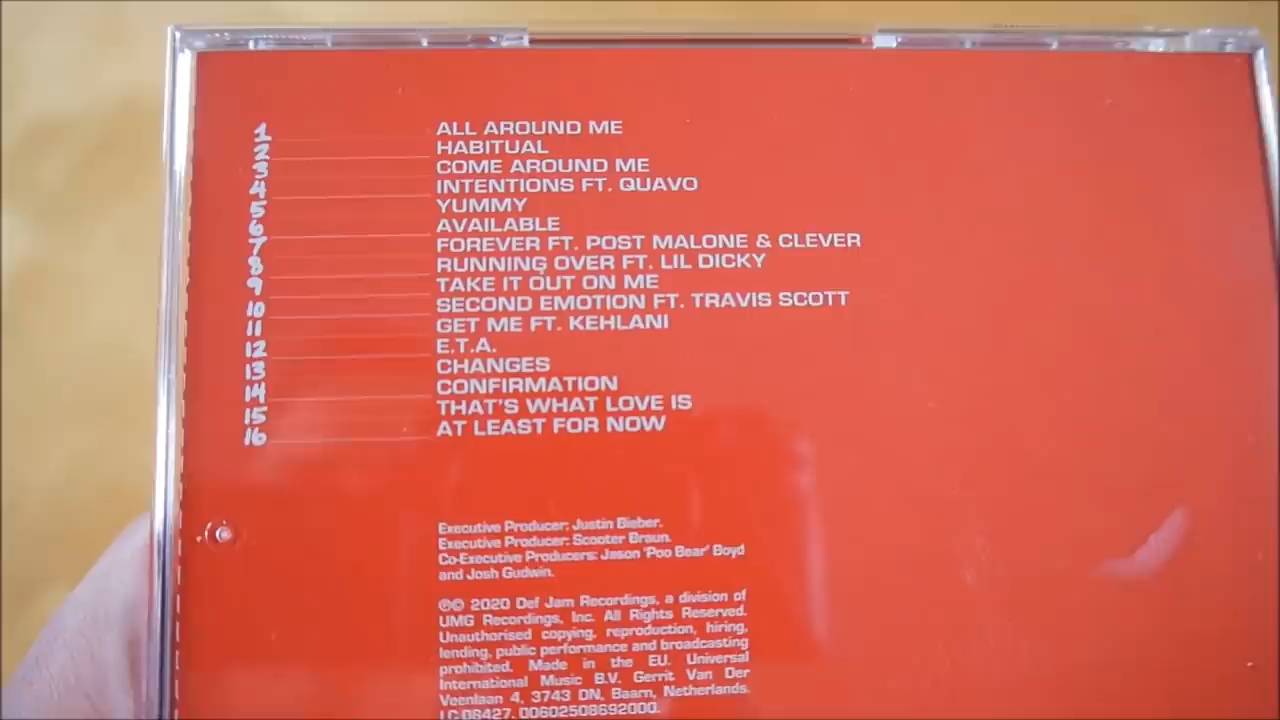 1 ALL AROUND ME
2 HABITUAL
3 COME AROUND ME
4 INTENTIONS FT. QUAVO
5 YUMMY
6 AVAILABLE
7 FOREVER FT. POST MALONE & CLEVER
8 RUNNING OVER FT. LIL DICKY
9 TAKE IT OUT ON ME
10 SECOND EMOTION FT. TRAVIS SCOTT
11 GET ME FT. KEHLANI
12 E.T.A.
13 CHANGES
14 CONFIRMATION
15 THAT'S WHAT LOVE IS
16 AT LEAST FOR NOW
Executive Producer: Justin Bieber.
Executive Producer: Scooter Braun.
Co-Executive Producers: Jason 'Poo Bear' Boyd
and Josh Gudwin.
℗© 2020 Def Jam Recordings, a division of
UMG Recordings, Inc. All Rights Reserved.
Unauthorised copying, reproduction, hiring,
lending, public performance and broadcasting
prohibited. Made in the EU. Universal
International Music B.V. Gerrit Van Der
Veenlaan 4, 3743 DN, Baarn, Netherlands.
LC 06427. 00602508692000.